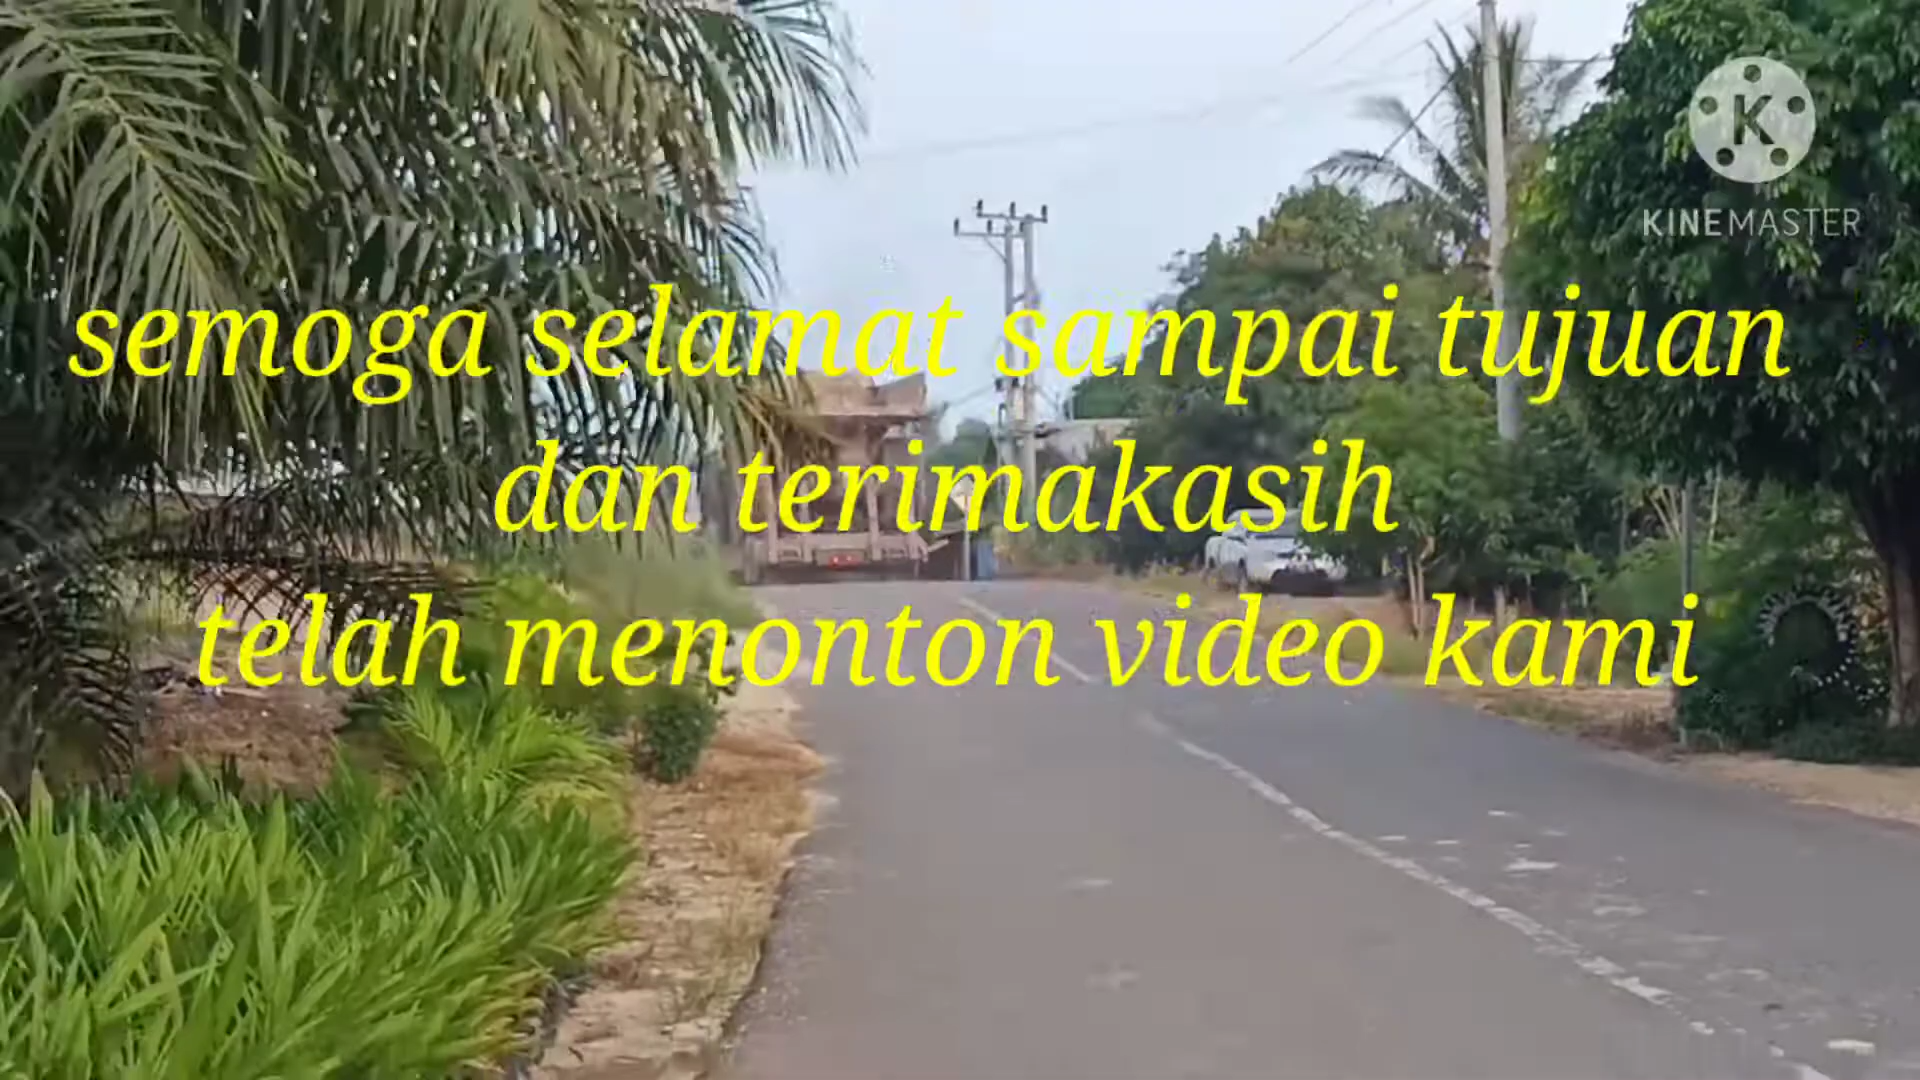 K
KINEMASTER
semoga selamat sampai tujuan
dan terimakasih
telah menonton video kami